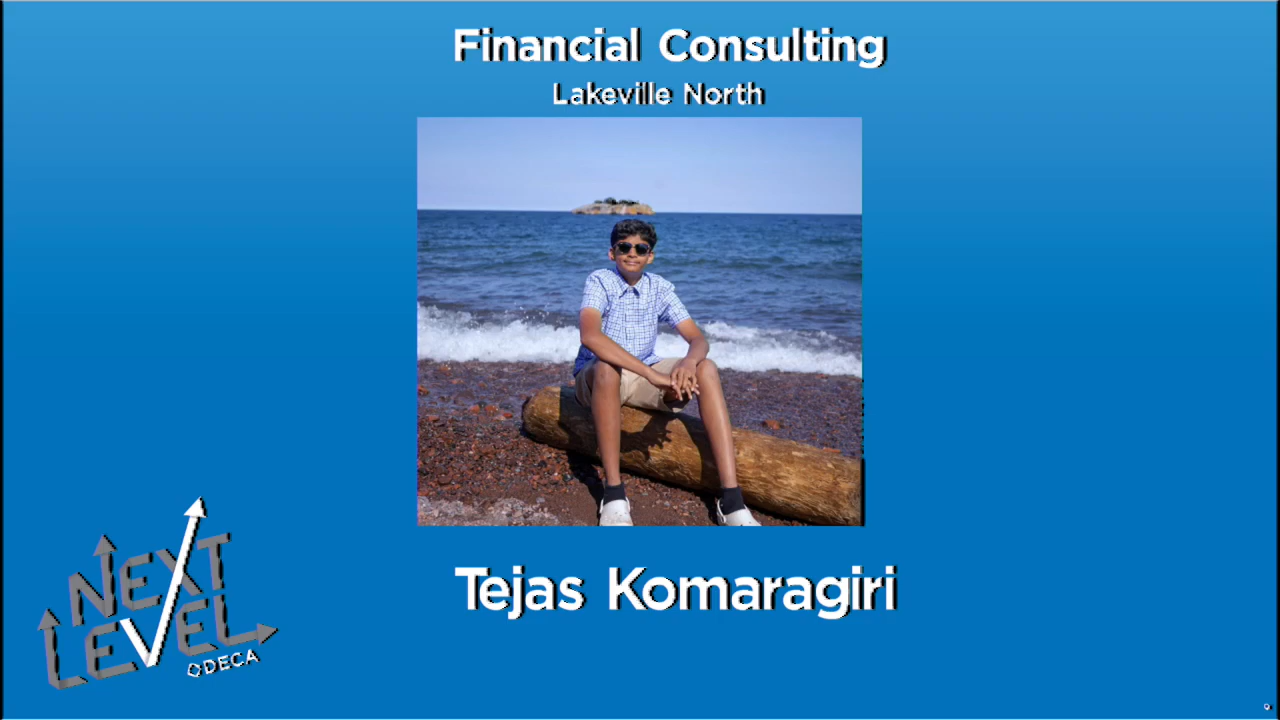 Financial Consulting
Lakeville North
Tejas Komaragiri
NEXT
LEVEL
DECA